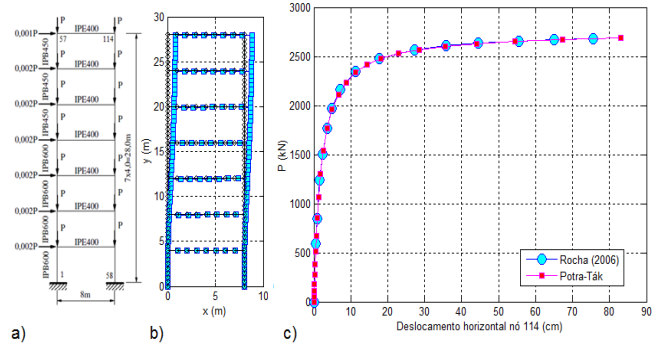 P
P
0,001P
IPE400
57
114
IPB450
P
P
0,002P
IPE400
IPB450
P
P
0,002P
IPE400
IPB450
P
P
0,002P
IPE400
IPB600
P
P
0,002P
IPE400
IPB600
P
P
0,002P
IPE400
IPB600
P
P
0,002P
IPE400
IPB600
7x4,0=28,0m
1
58
8m
a)
30
25
20
15
10
5
0
y (m)
0
5
10
x (m)
b)
3000
2500
2000
1500
1000
500
0
P (kN)
0 10 20 30 40 50 60 70 80 90
Deslocamento horizontal nó 114 (cm)
Rocha (2006)
Potra-Ták
c)